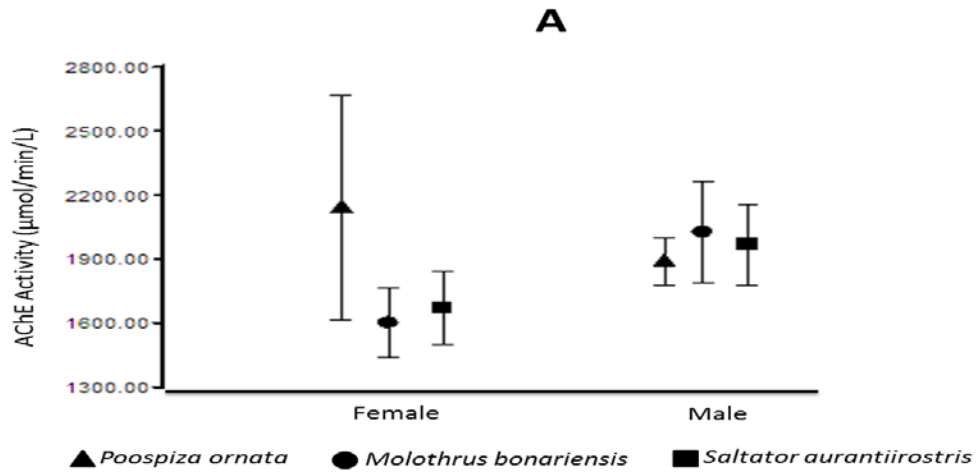 A
AChE Activity (µmol/min/L)
2800.00
2500.00
2200.00
1900.00
1600.00
1300.00
Female Male
Poospiza ornata Molothrus bonariensis Saltator aurantiirostris